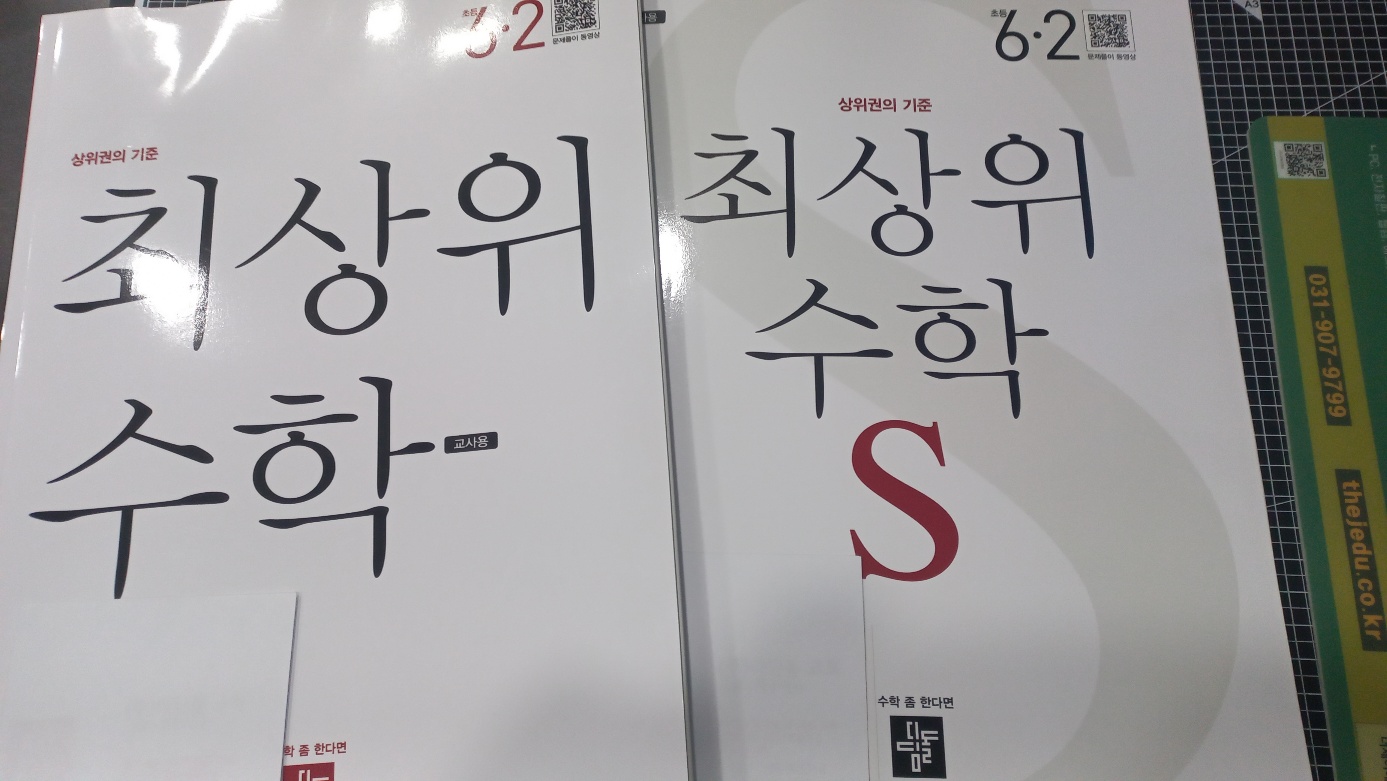 초등
6·2
문제풀이 동영상
상위권의 기준
최상위
수학
교사용
학 좀 한다면
초등
6·2
문제풀이 동영상
상위권의 기준
최상위
수학
S
수학 좀 한다면
디딤돌
A3
031-907-9799
thejedu.co.kr